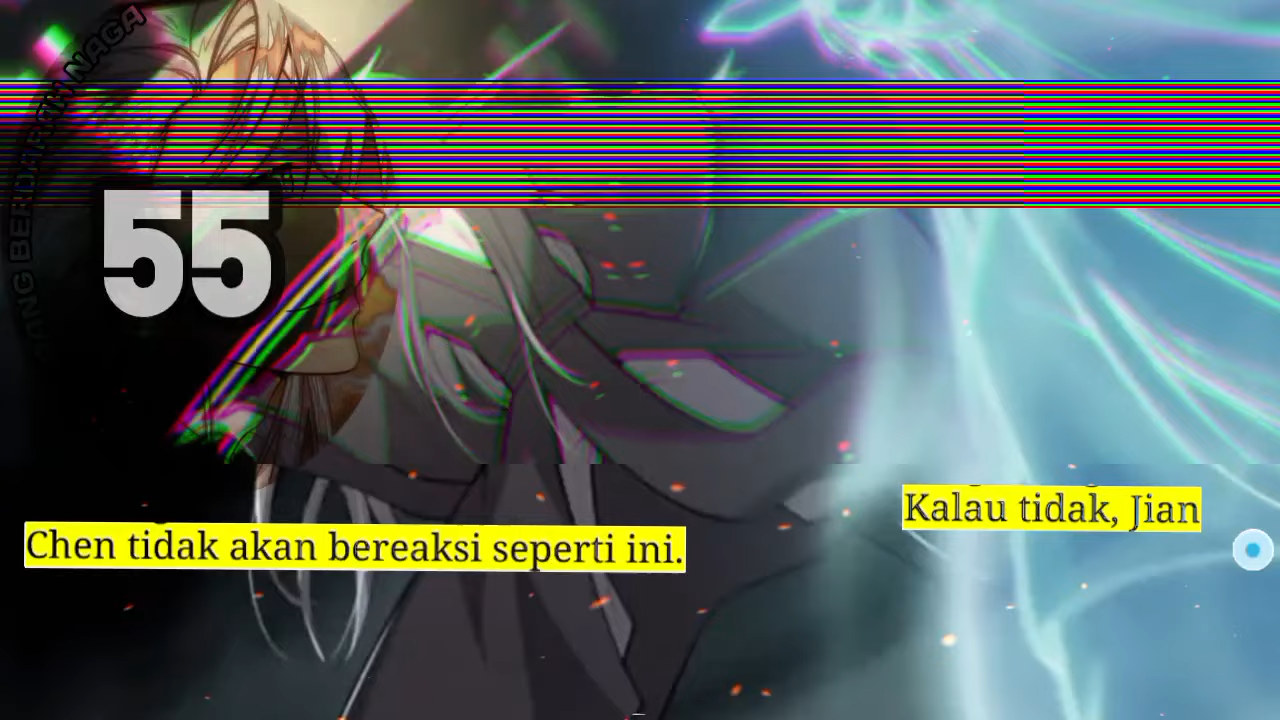 55
Kalau tidak, Jian
Chen tidak akan bereaksi seperti ini.